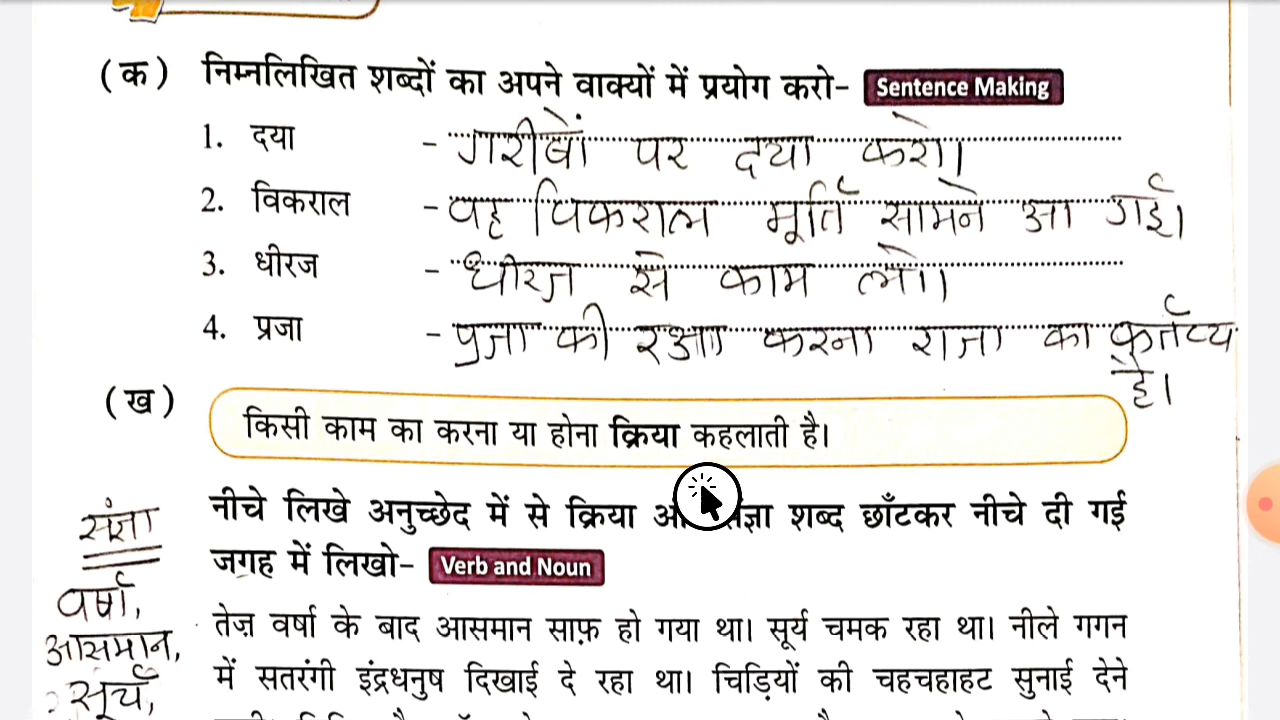 (क) निम्नलिखित शब्दों का अपने वाक्यों में प्रयोग करो- Sentence Making
1. दया - गरीबों पर दया करो।
2. विकराल - वह विकराल मूर्ति सामने आ गई।
3. धीरज - धीरज से काम लो।
4. प्रजा - प्रजा की रक्षा करना राजा का कर्तव्य
है।
(ख) किसी काम का करना या होना क्रिया कहलाती है।
नीचे लिखे अनुच्छेद में से क्रिया संज्ञा शब्द छाँटकर नीचे दी गई
जगह में लिखो- Verb and Noun
संज्ञा
वर्षा,
आसमान,
सूर्य,
तेज़ वर्षा के बाद आसमान साफ़ हो गया था। सूर्य चमक रहा था। नीले गगन
में सतरंगी इंद्रधनुष दिखाई दे रहा था। चिड़ियों की चहचहाहट सुनाई देने